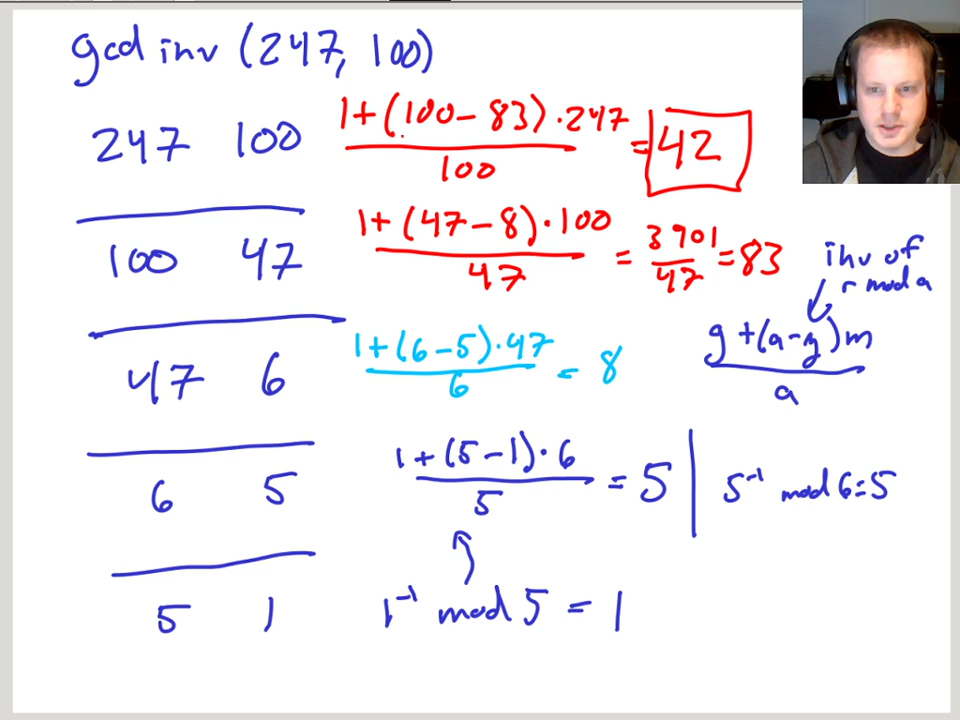 gcd inv (247, 100)
247 100
1+(100-83)·247
100
= 42
100 47
1+(47-8)·100
47
= 3901
47
= 83
inv of
r mod a
g+(a-y)m
a
47 6
1+(6-5)·47
6
= 8
6 5
1+(5-1)·6
5
= 5
5⁻¹ mod 6=5
5 1
1⁻¹ mod 5 = 1